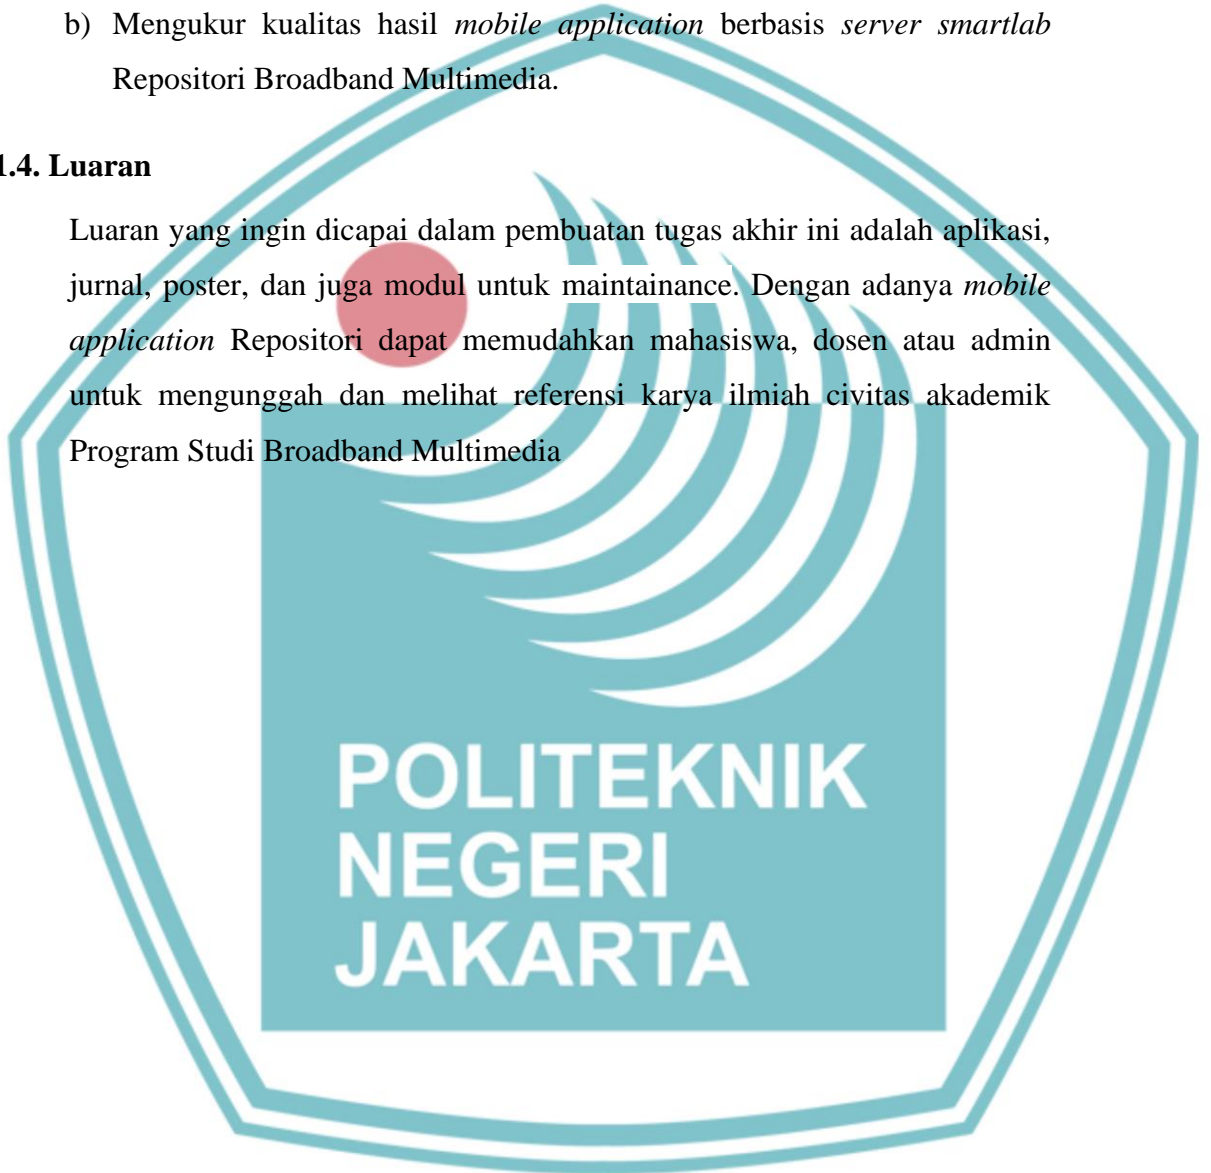 b) Mengukur kualitas hasil mobile application berbasis server smartlab
Repositori Broadband Multimedia.
1.4. Luaran
Luaran yang ingin dicapai dalam pembuatan tugas akhir ini adalah aplikasi,
jurnal, poster, dan juga modul untuk maintainance. Dengan adanya mobile
application Repositori dapat memudahkan mahasiswa, dosen atau admin
untuk mengunggah dan melihat referensi karya ilmiah civitas akademik
Program Studi Broadband Multimedia
POLITEKNIK
NEGERI
JAKARTA